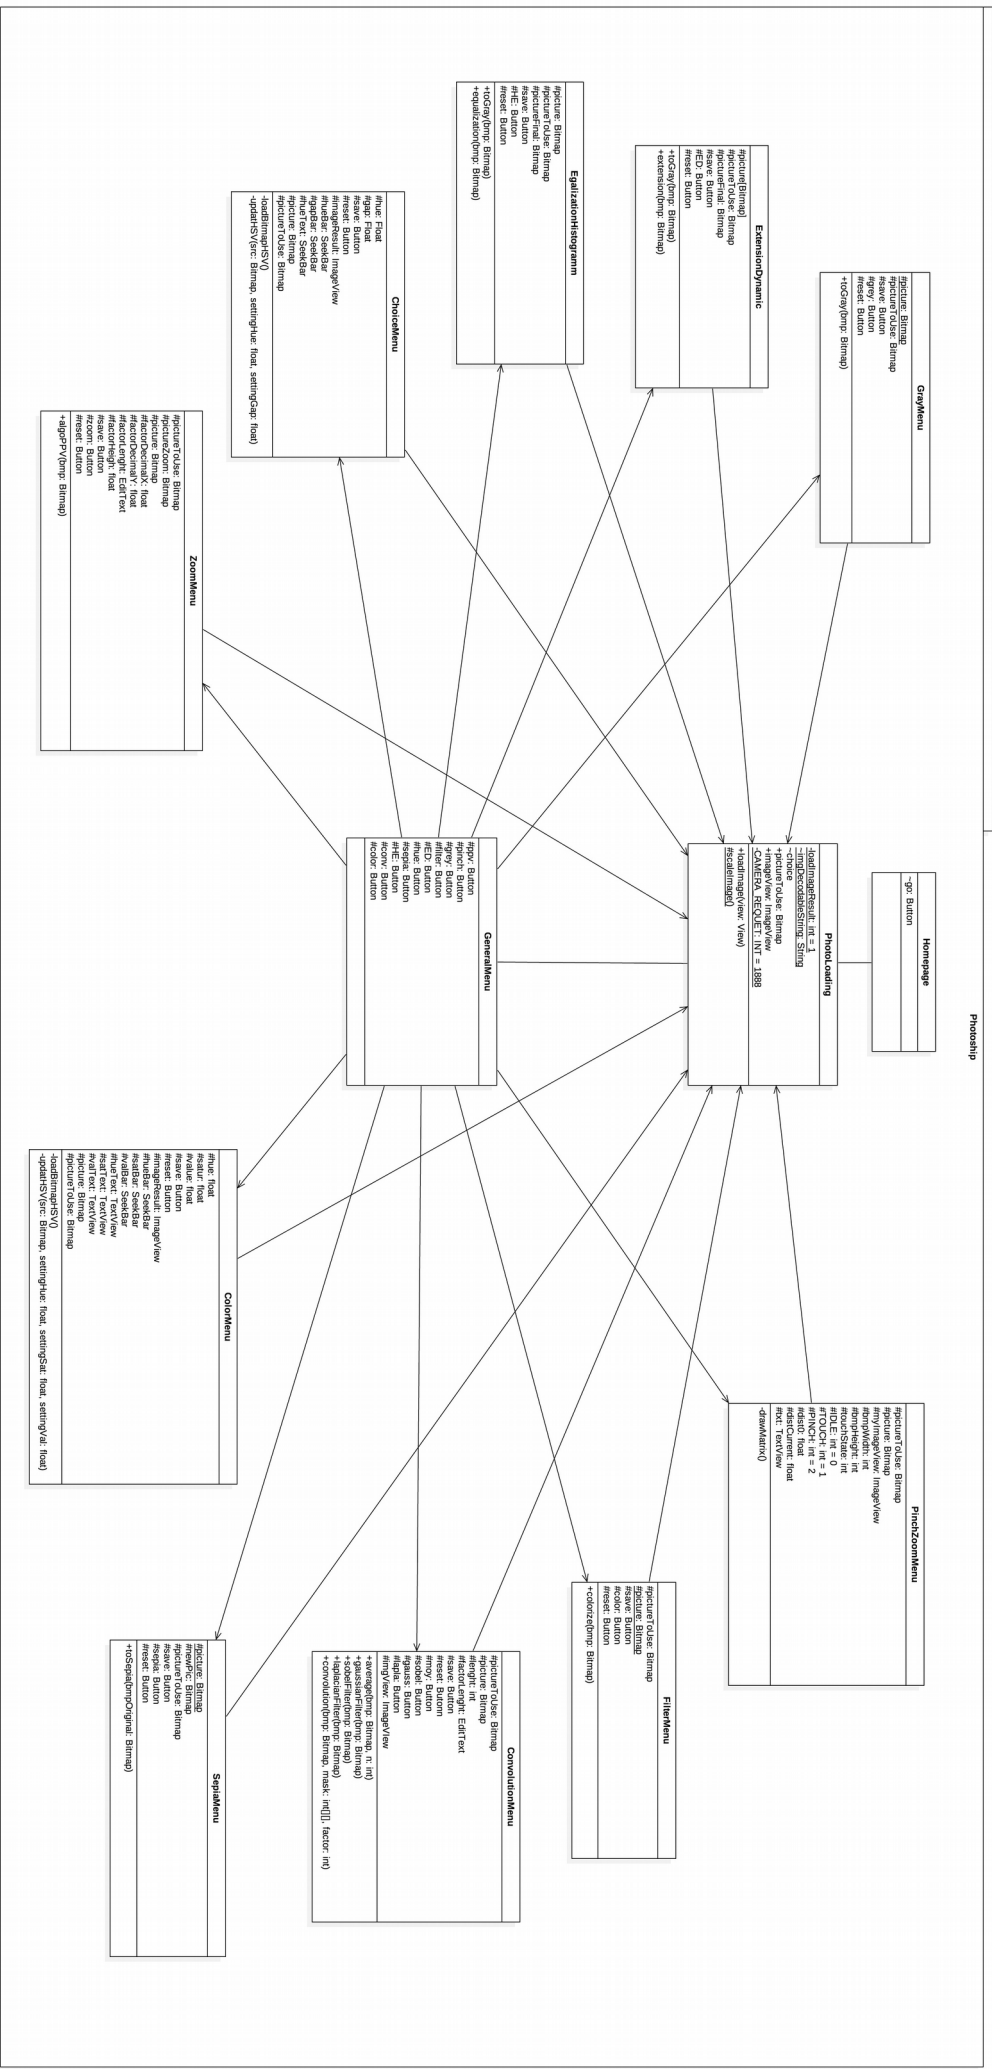 Photoship
Homepage
~go: Button
PhotoLoading
-loadImageResult: int = 1
~imgDecodableString: String
~choice
+pictureToUse: Bitmap
+imageView: ImageView
-CAMERA_REQUET: INT = 1888
+loadImage(view: View)
#scaleImage()
GrayMenu
#picture: Bitmap
#pictureToUse: Bitmap
#save: Button
#grey: Button
#reset: Button
+toGray(bmp: Bitmap)
ExtensionDynamic
#picture[Bitmap]
#pictureToUse: Bitmap
#pictureFinal: Bitmap
#save: Button
#ED: Button
#reset: Button
+toGray(bmp: Bitmap)
+extension(bmp: Bitmap)
EgalizationHistogramm
#picture: Bitmap
#pictureToUse: Bitmap
#pictureFinal: Bitmap
#save: Button
#HE: Button
#reset: Button
+toGray(bmp: Bitmap)
+equalization(bmp: Bitmap)
ChoiceMenu
#hue: Float
#gap: Float
#save: Button
#reset: Button
#imageResult: ImageView
#hueBar: SeekBar
#gapBar: SeekBar
#hueText: SeekBar
#picture: Bitmap
#pictureToUse: Bitmap
-loadBitmapHSV()
-updatHSV(src: Bitmap, settingHue: float, settingGap: float)
ZoomMenu
#pictureToUse: Bitmap
#pictureZoom: Bitmap
#picture: Bitmap
#factorDecimalX: float
#factorDecimalY: float
#factorLenght: EditText
#factorHeigh: float
#save: Button
#zoom: Button
#reset: Button
+algoPPV(bmp: Bitmap)
GeneralMenu
#ppv: Button
#pinch: Button
#grey: Button
#filter: Button
#ED: Button
#hue: Button
#sepia: Button
#HE: Button
#conv: Button
#color: Button
PinchZoomMenu
#pictureToUse: Bitmap
#picture: Bitmap
#myImageView: ImageView
#bmpWidth: int
#bmpHeight: int
#touchState: int
#IDLE: int = 0
#TOUCH: int = 1
#PINCH: int = 2
#dist0: float
#distCurrent: float
#txt: TextView
-drawMatrix()
FilterMenu
#pictureToUse: Bitmap
#picture: Bitmap
#save: Button
#color: Button
#reset: Button
+colorize(bmp: Bitmap)
ConvolutionMenu
#pictureToUse: Bitmap
#picture: Bitmap
#lenght: int
#factorLenght: EditText
#save: Button
#reset: Butonn
#moy: Button
#sobel: Button
#gauss: Button
#lapla: Button
#imgView: ImageView
+average(bmp: Bitmap, n: int)
+gaussianFilter(bmp: Bitmap)
+sobelFilter(bmp: Bitmap)
+laplacianFilter(bmp: Bitmap)
+convolution(bmp: Bitmap, mask: int[][], factor: int)
SepiaMenu
#picture: Bitmap
#newPic: Bitmap
#pictureToUse: Bitmap
#save: Button
#sepia: Button
#reset: Button
+toSepia(bmpOriginal: Bitmap)
ColorMenu
#hue: float
#satur: float
#value: float
#save: Button
#reset: Button
#imageResult: ImageView
#hueBar: SeekBar
#satBar: SeekBar
#valBar: SeekBar
#hueText: TextView
#satText: TextView
#valText: TextView
#picture: Bitmap
#pictureToUse: Bitmap
-loadBitmapHSV()
-updatHSV(src: Bitmap, settingHue: float, settingSat: float, settingVal: float)